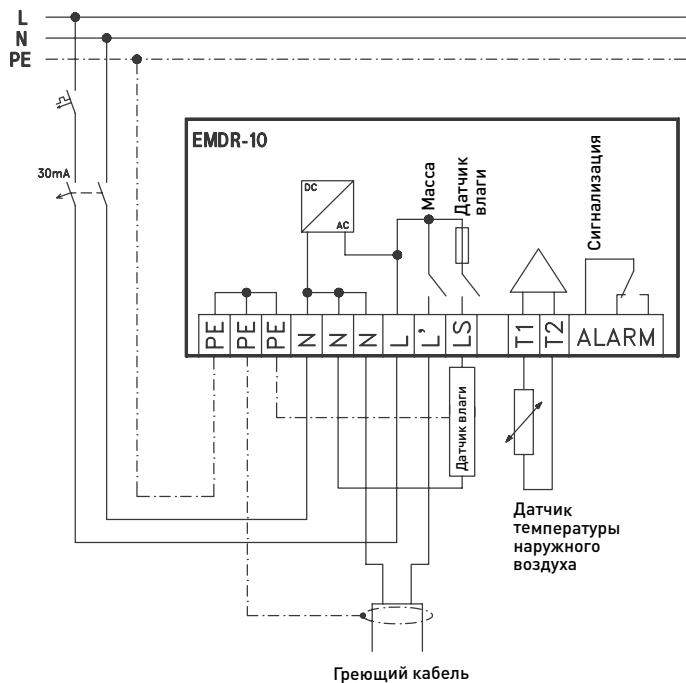 L
N
PE
EMDR-10
30mA
DC
AC
Масса
Датчик
влаги
Сигнализация
PE
PE
PE
N
N
N
L
L'
LS
T1
T2
ALARM
Датчик влаги
Датчик
температуры
наружного
воздуха
Греющий кабель